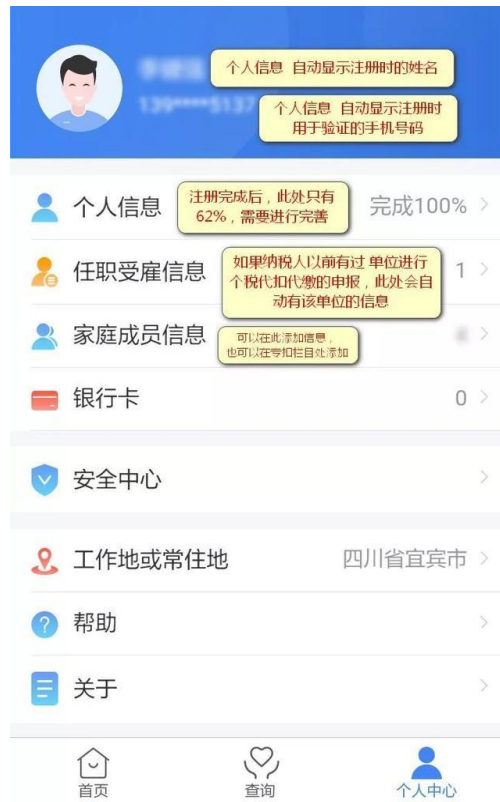 个人信息 自动显示注册时的姓名
139****5137
个人信息 自动显示注册时
用于验证的手机号码
个人信息
注册完成后，此处只有
62%，需要进行完善
完成100%
任职受雇信息
如果纳税人以前有过 单位进行
个税代扣代缴的申报，此处会自
动有该单位的信息
1
家庭成员信息
可以在此添加信息，
也可以在专扣栏目处添加
银行卡
0
安全中心
工作地或常住地
四川省宜宾市
帮助
关于
首页
查询
个人中心